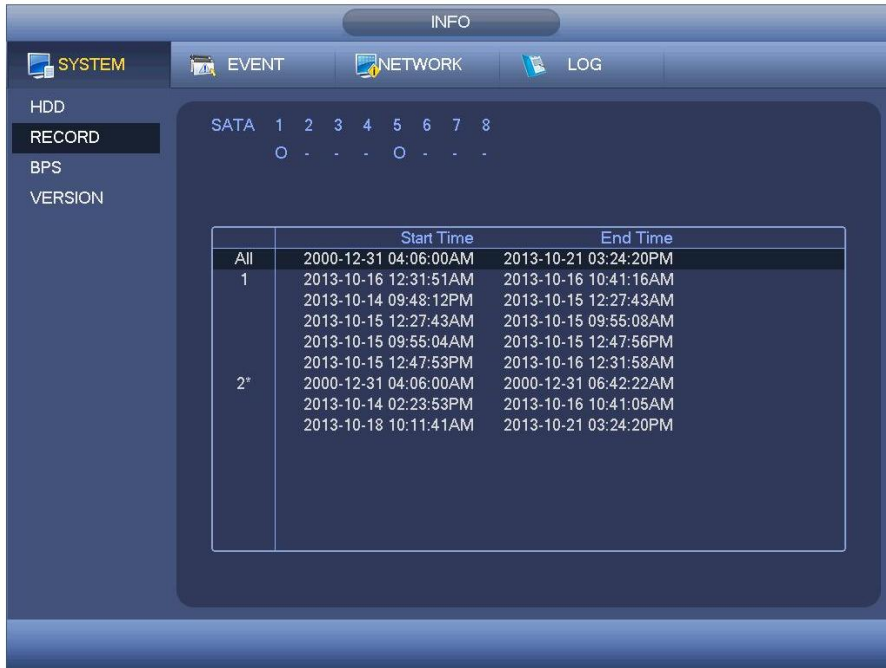 INFO
SYSTEM EVENT NETWORK LOG
HDD
RECORD
BPS
VERSION
SATA 1 2 3 4 5 6 7 8
O - - - O - - -
Start Time End Time
All 2000-12-31 04:06:00AM 2013-10-21 03:24:20PM
1 2013-10-16 12:31:51AM 2013-10-16 10:41:16AM
2013-10-14 09:48:12PM 2013-10-15 12:27:43AM
2013-10-15 12:27:43AM 2013-10-15 09:55:08AM
2013-10-15 09:55:04AM 2013-10-15 12:47:56PM
2013-10-15 12:47:53PM 2013-10-16 12:31:58AM
2* 2000-12-31 04:06:00AM 2000-12-31 06:42:22AM
2013-10-14 02:23:53PM 2013-10-16 10:41:05AM
2013-10-18 10:11:41AM 2013-10-21 03:24:20PM